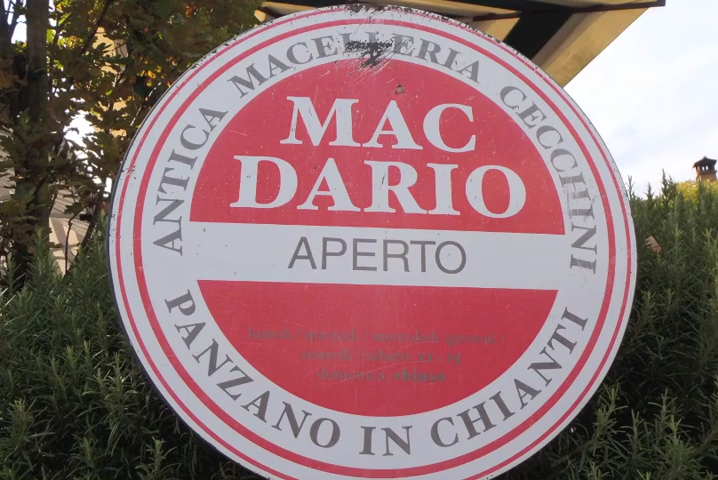 ANTICA MACELLERIA CECCHINI
MAC
DARIO
APERTO
PANZANO IN CHIANTI